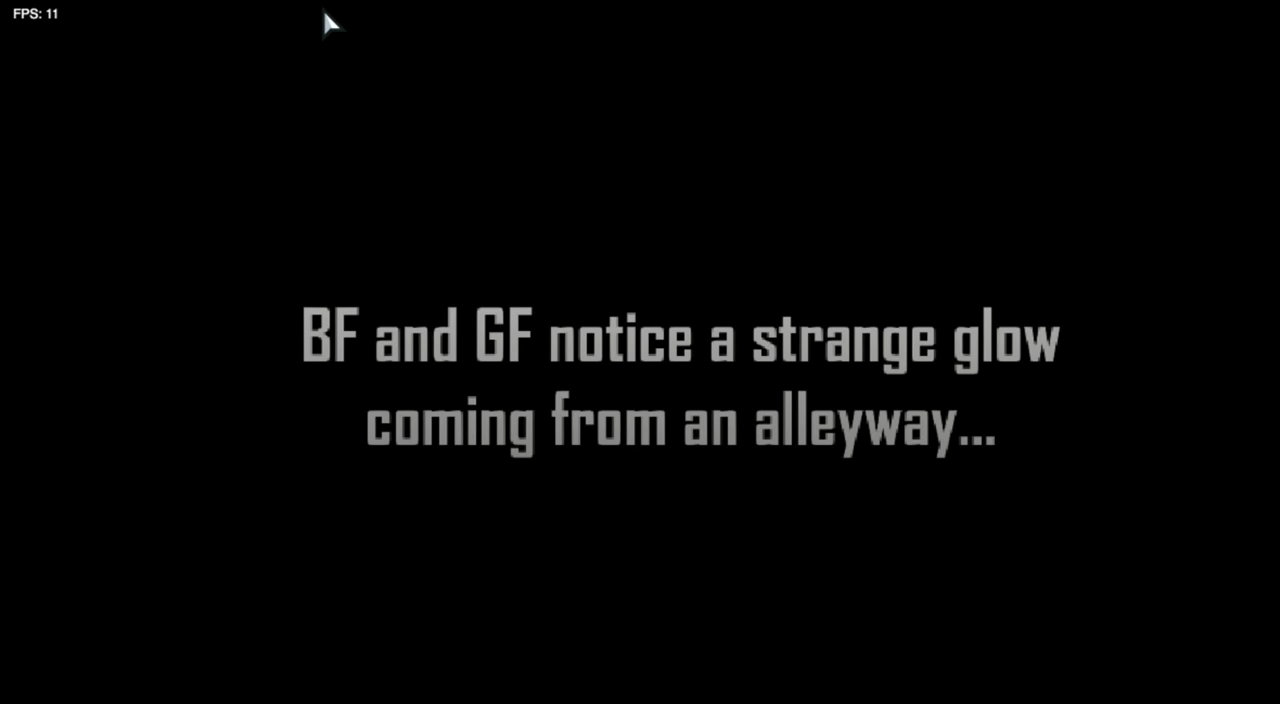 FPS: 11
BF and GF notice a strange glow
coming from an alleyway...